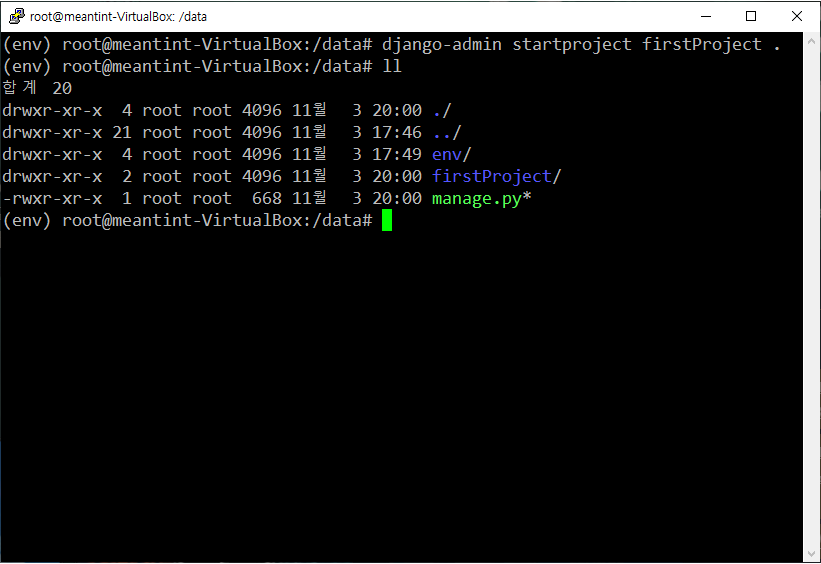 root@meantint-VirtualBox: /data
(env) root@meantint-VirtualBox:/data# django-admin startproject firstProject .
(env) root@meantint-VirtualBox:/data# ll
합계 20
drwxr-xr-x  4 root root 4096 11월  3 20:00 ./
drwxr-xr-x 21 root root 4096 11월  3 17:46 ../
drwxr-xr-x  4 root root 4096 11월  3 17:49 env/
drwxr-xr-x  2 root root 4096 11월  3 20:00 firstProject/
-rwxr-xr-x  1 root root  668 11월  3 20:00 manage.py*
(env) root@meantint-VirtualBox:/data#